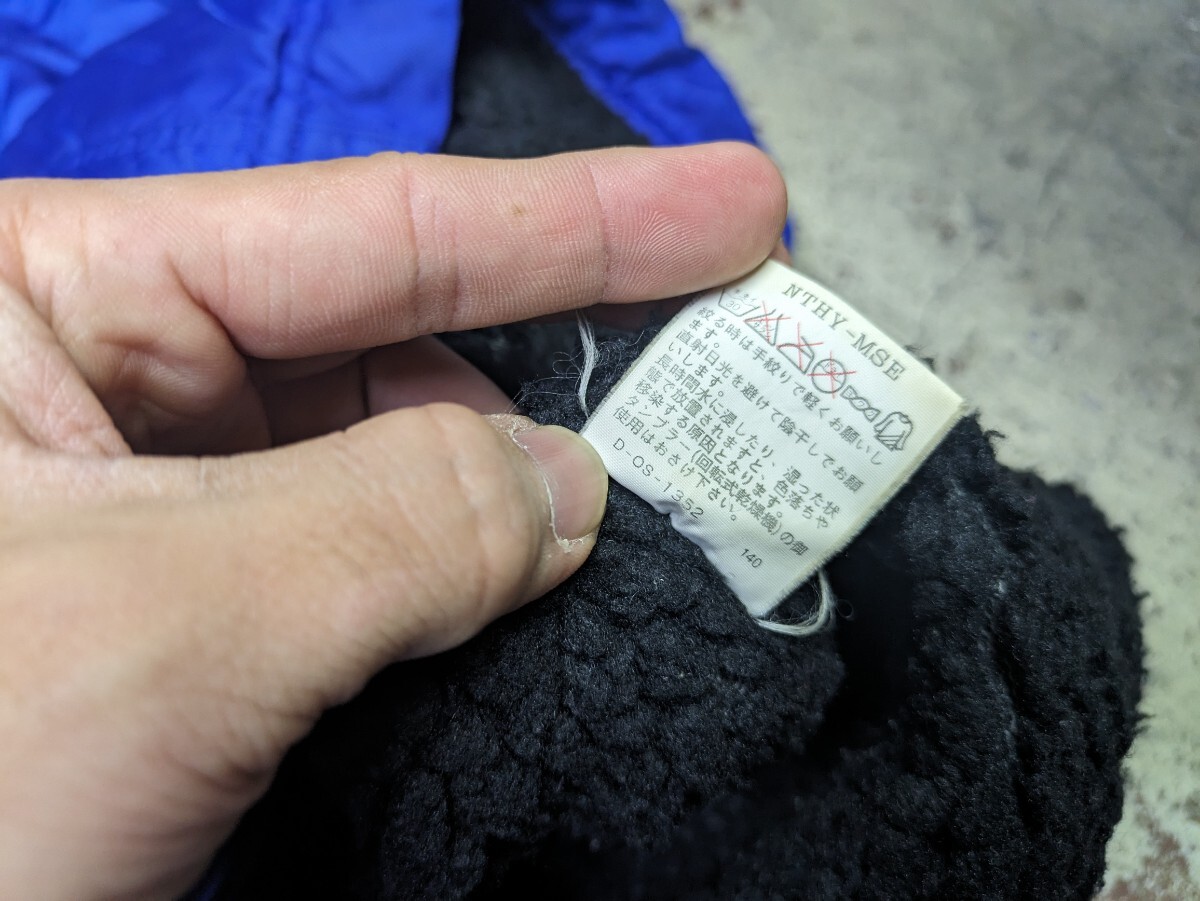 NTHY-MSE
絞る時は手絞りで軽くお願いし
ます。
直射日光を避けて陰干してお願
いします。
長時間水に浸したり、湿った状
態で放置されますと、色落ちや
移染する原因となります。
タンブラー(回転式乾燥機)の御
使用はおさけ下さい。
D-OS-1352
140